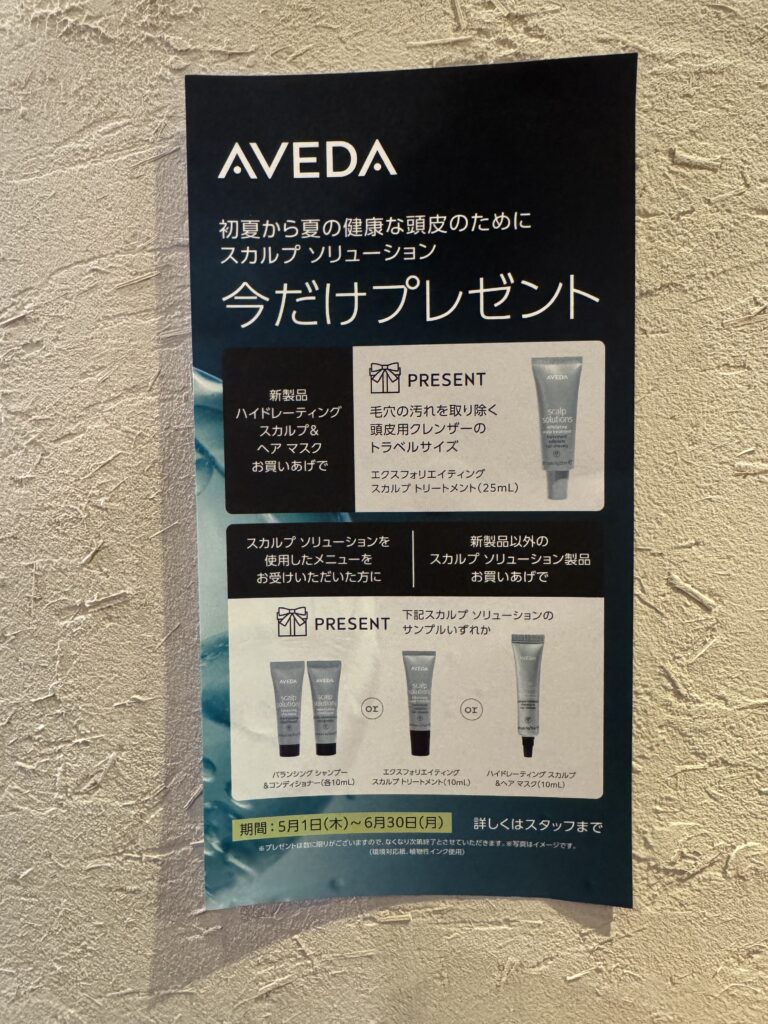 AVEDA
初夏から夏の健康な頭皮のために
スカルプ ソリューション
今だけプレゼント
新製品
ハイドレーティング
スカルプ&
ヘア マスク
お買いあげで
PRESENT
毛穴の汚れを取り除く
頭皮用クレンザーの
トラベルサイズ
エクスフォリエイティング
スカルプ トリートメント(25mL)
AVEDA
scalp
solutions
スカルプ ソリューションを
使用したメニューを
お受けいただいた方に
新製品以外の
スカルプ ソリューション製品
お買いあげで
PRESENT
下記スカルプ ソリューションの
サンプルいずれか
AVEDA
scalp
solutions
AVEDA
scalp
solutions
or
AVEDA
scalp
solutions
or
AVEDA
バランシング シャンプー
&コンディショナー(各10mL)
エクスフォリエイティング
スカルプ トリートメント(10mL)
ハイドレーティング スカルプ
&ヘア マスク(10mL)
期間:5月1日(木)~6月30日(月)
詳しくはスタッフまで
※プレゼントは数に限りがございますので、なくなり次第終了とさせていただきます。※写真はイメージです。
(環境対応紙、植物性インク使用)